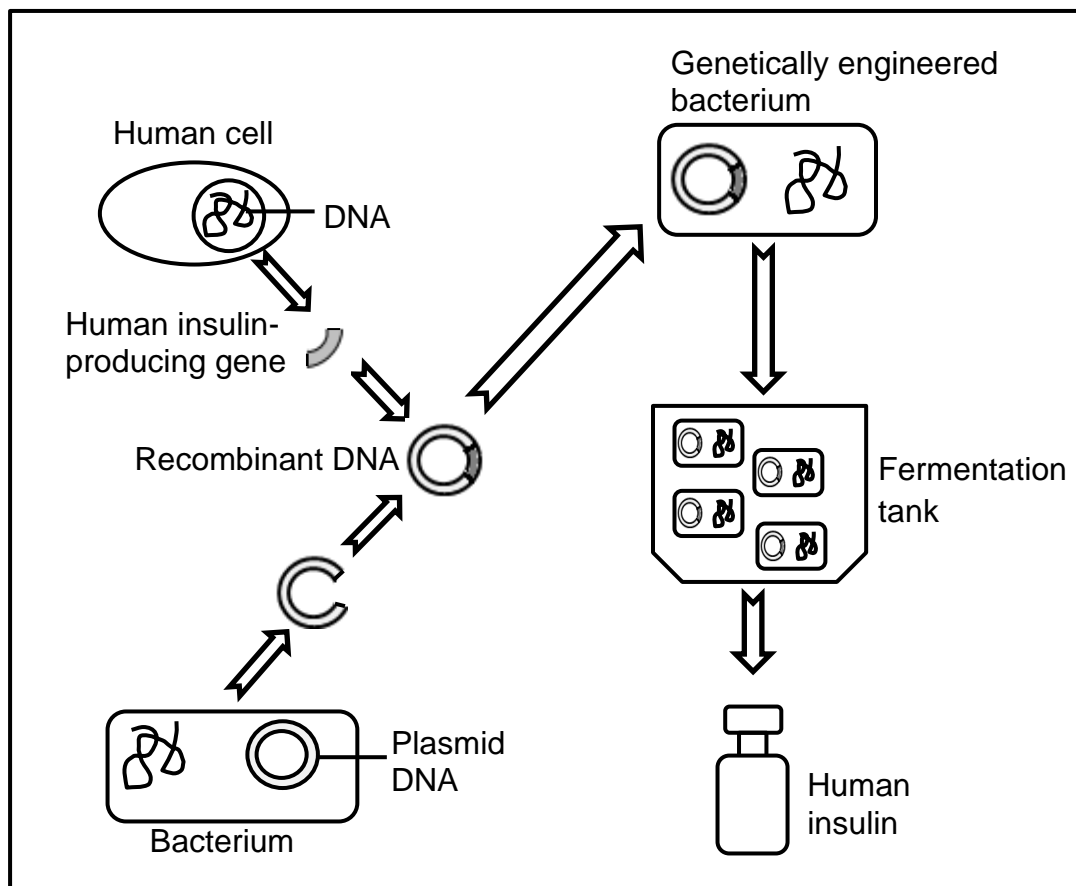 Human cell
DNA
Human insulin-
producing gene
Recombinant DNA
Plasmid
DNA
Bacterium
Genetically engineered
bacterium
Fermentation
tank
Human
insulin